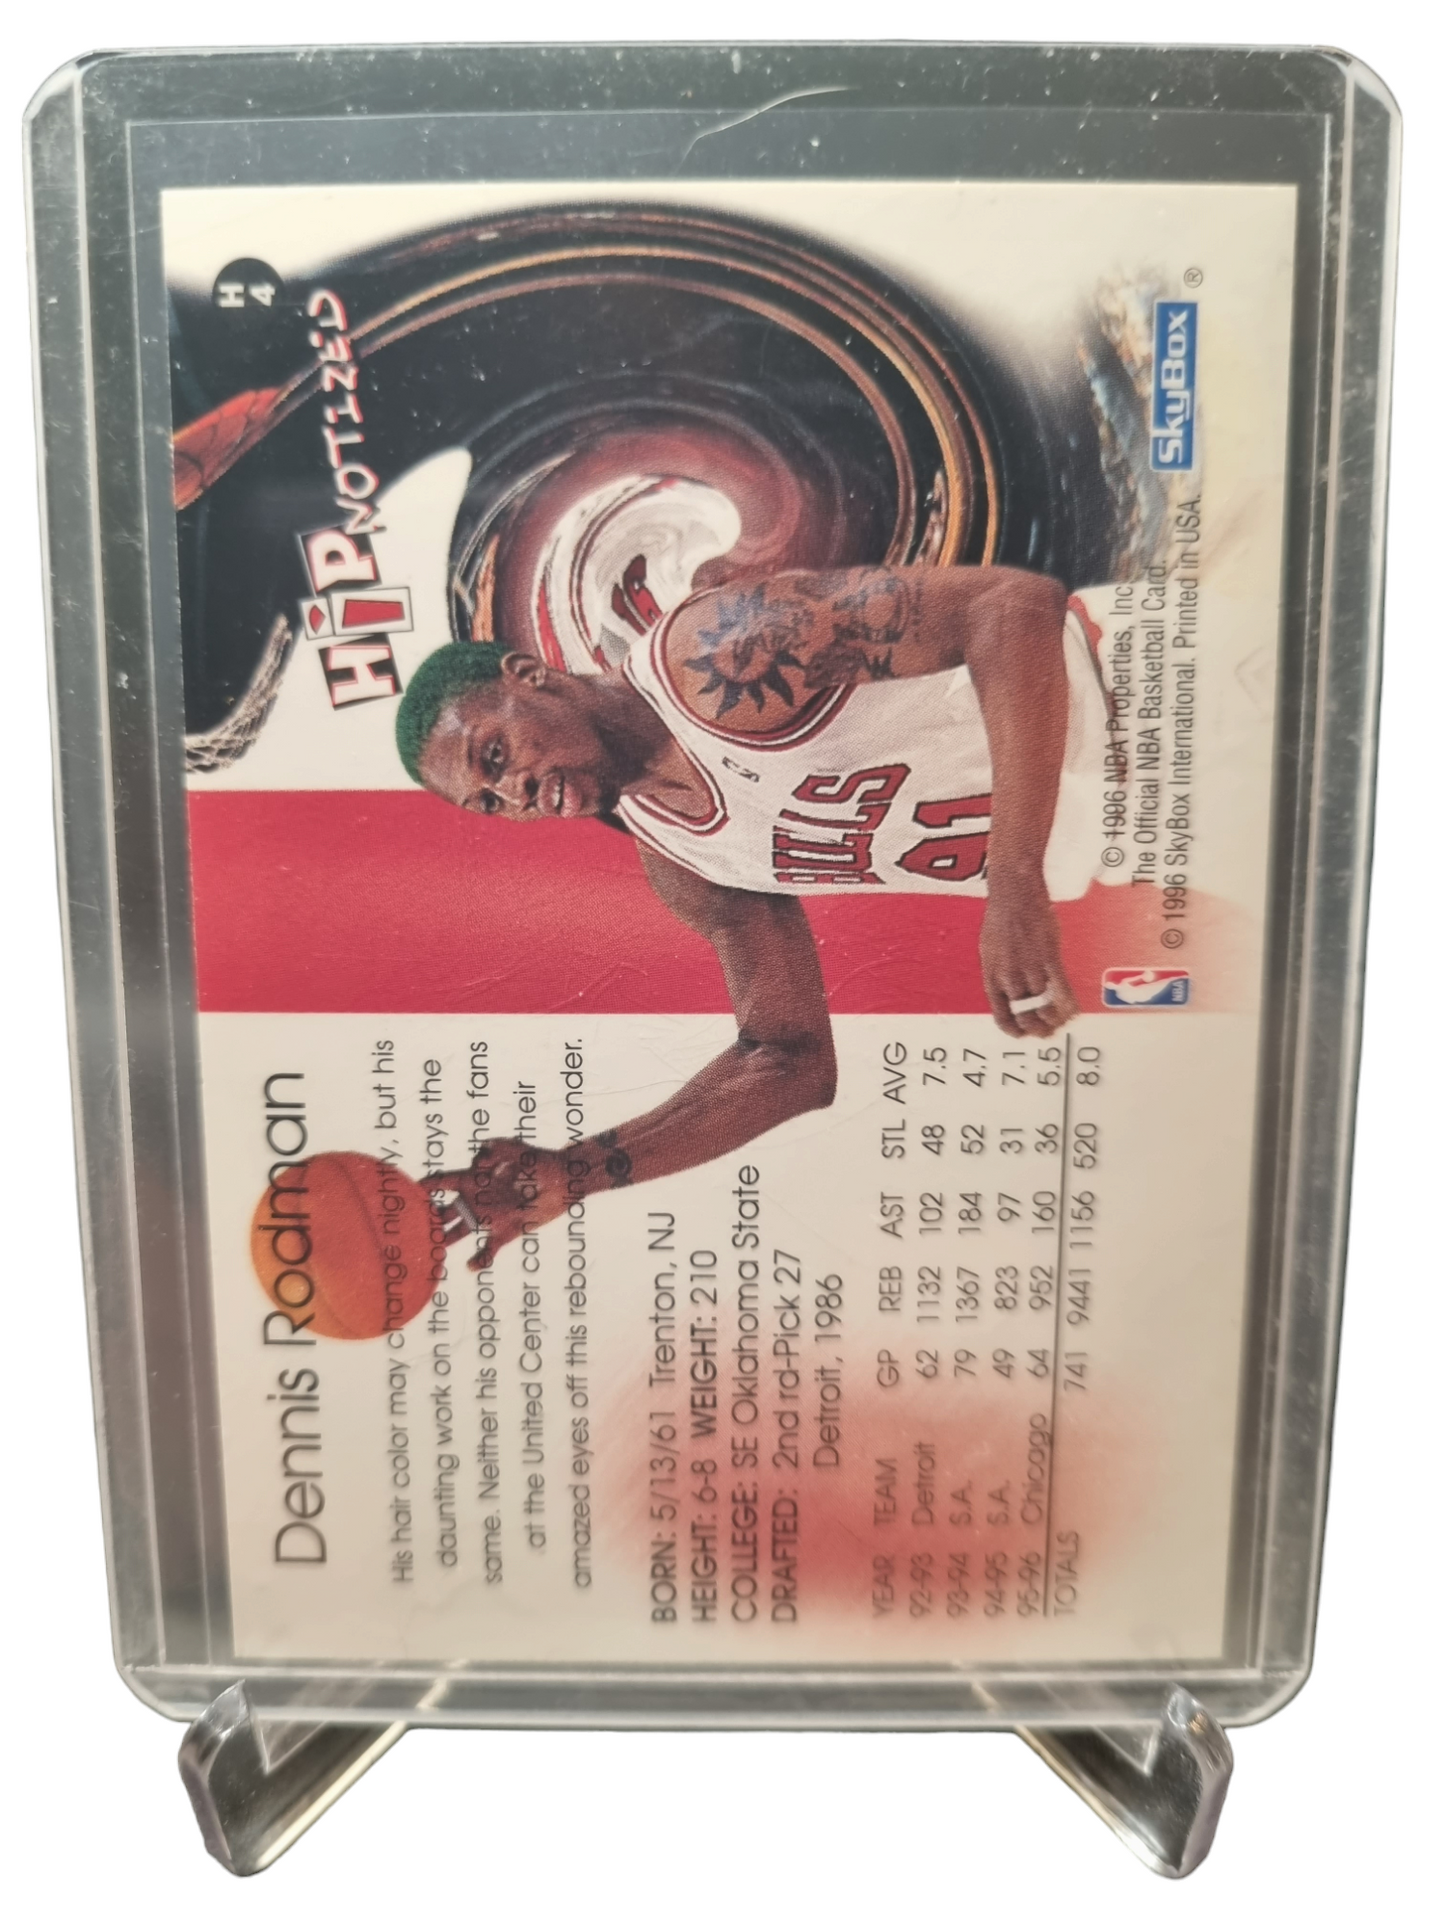 Dennis Rodman
His hair color may change nightly, but his
daunting work on the boards stays the
same. Neither his opponents nor the fans
at the United Center can take their
amazed eyes off this rebounding wonder.
BORN: 5/13/61 Trenton, NJ
HEIGHT: 6-8 WEIGHT: 210
COLLEGE: SE Oklahoma State
DRAFTED: 2nd rd-Pick 27
Detroit, 1986
YEAR TEAM GP REB AST STL AVG
92-93 Detroit 62 1132 102 48 7.5
93-94 S.A. 79 1367 184 52 4.7
94-95 S.A. 49 823 97 31 7.1
95-96 Chicago 64 952 160 36 5.5
TOTALS 741 9441 1156 520 8.0
H
4
HiPNOTIZED
BULLS
91
SkyBox ®
© 1996 NBA Properties, Inc.
The Official NBA Basketball Card.
© 1996 SkyBox International. Printed in USA.
NBA